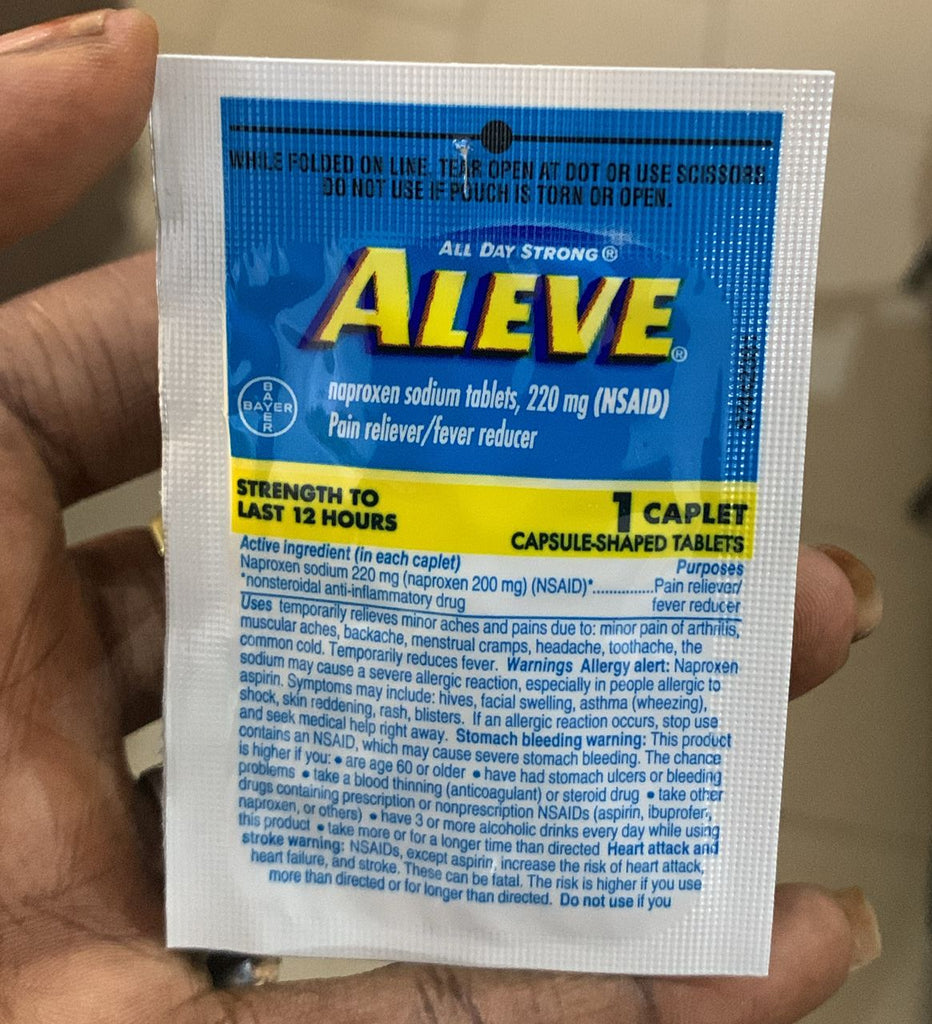 WHILE FOLDED ON LINE, TEAR OPEN AT DOT OR USE SCISSORS.
DO NOT USE IF POUCH IS TORN OR OPEN.
ALL DAY STRONG®
ALEVE®
BAYER
BAYER
naproxen sodium tablets, 220 mg (NSAID)
Pain reliever/fever reducer
STRENGTH TO
LAST 12 HOURS
1 CAPLET
CAPSULE-SHAPED TABLETS
Active ingredient (in each caplet)
Purposes
Naproxen sodium 220 mg (naproxen 200 mg) (NSAID)*...............Pain reliever/
*nonsteroidal anti-inflammatory drug
fever reducer
Uses temporarily relieves minor aches and pains due to: minor pain of arthritis,
muscular aches, backache, menstrual cramps, headache, toothache, the
common cold. Temporarily reduces fever. Warnings Allergy alert: Naproxen
sodium may cause a severe allergic reaction, especially in people allergic to
aspirin. Symptoms may include: hives, facial swelling, asthma (wheezing),
shock, skin reddening, rash, blisters. If an allergic reaction occurs, stop use
and seek medical help right away. Stomach bleeding warning: This product
contains an NSAID, which may cause severe stomach bleeding. The chance
is higher if you: • are age 60 or older • have had stomach ulcers or bleeding
problems • take a blood thinning (anticoagulant) or steroid drug • take other
drugs containing prescription or nonprescription NSAIDs (aspirin, ibuprofen,
naproxen, or others) • have 3 or more alcoholic drinks every day while using
this product • take more or for a longer time than directed Heart attack and
stroke warning: NSAIDs, except aspirin, increase the risk of heart attack,
heart failure, and stroke. These can be fatal. The risk is higher if you use
more than directed or for longer than directed. Do not use if you